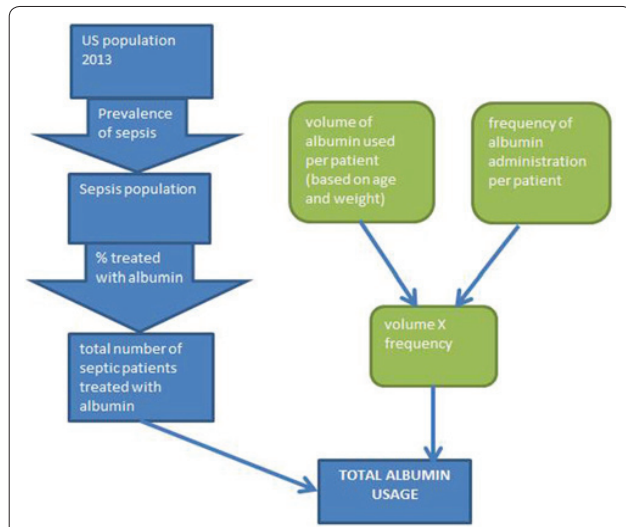 US population
2013
Prevalence
of sepsis
Sepsis population
% treated
with albumin
total number of
septic patients
treated with
albumin
volume of
albumin used
per patient
(based on age
and weight)
frequency of
albumin
administration
per patient
volume X
frequency
TOTAL ALBUMIN
USAGE